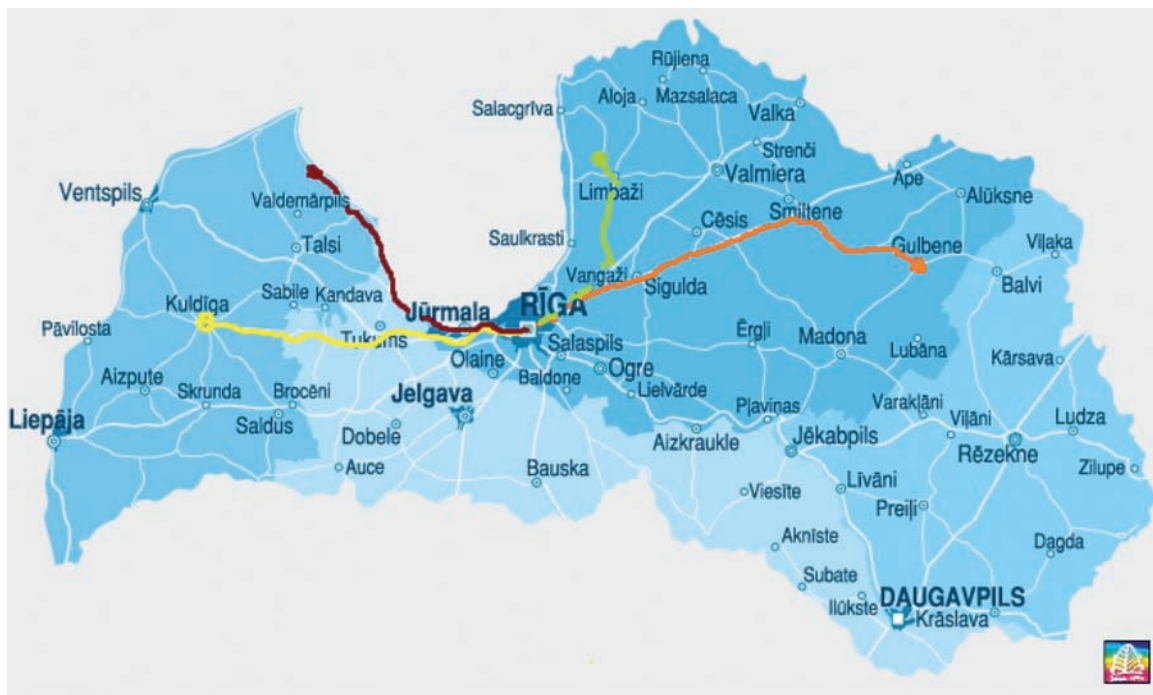 Rūjiena
Salacgrīva
Aloja
Mazsalaca
Valka
Strenči
Ventspils
Valdemārpils
Limbaži
Valmiera
Ape
Alūksne
Smiltene
Cēsis
Talsi
Saulkrasti
Gulbene
Viļaka
Vangaži
Sigulda
Balvi
Kuldīga
Sabile
Kandava
Jūrmala
RĪGA
Pāvilosta
Tukums
Salaspils
Ērgļi
Madona
Lubāna
Kārsava
Olaine
Ogre
Aizpute
Skrunda
Brocēni
Baldone
Lielvārde
Jelgava
Pļaviņas
Varakļāni
Viļāni
Ludza
Liepāja
Saldus
Dobele
Aizkraukle
Jēkabpils
Rēzekne
Auce
Bauska
Zilupe
Līvāni
Viesīte
Preiļi
Aknīste
Dagda
Subate
Ilūkste
DAUGAVPILS
Krāslava